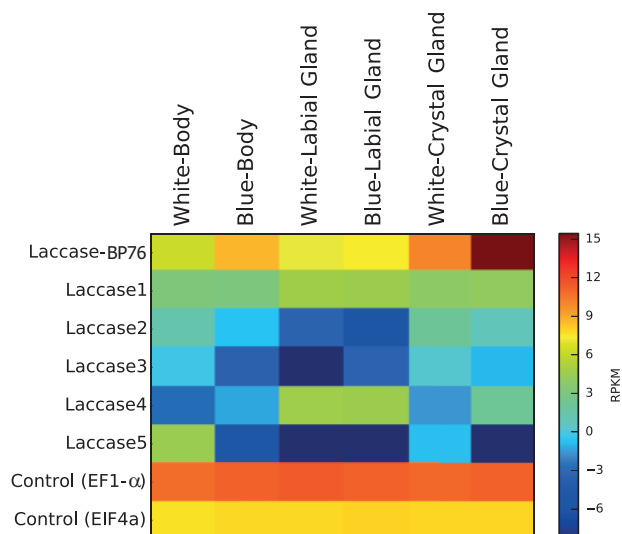 White-Body
Blue-Body
White-Labial Gland
Blue-Labial Gland
White-Crystal Gland
Blue-Crystal Gland
Laccase-BP76
Laccase1
Laccase2
Laccase3
Laccase4
Laccase5
Control (EF1-α)
Control (EIF4a)
15
12
9
6
3
0
−3
−6
RPKM